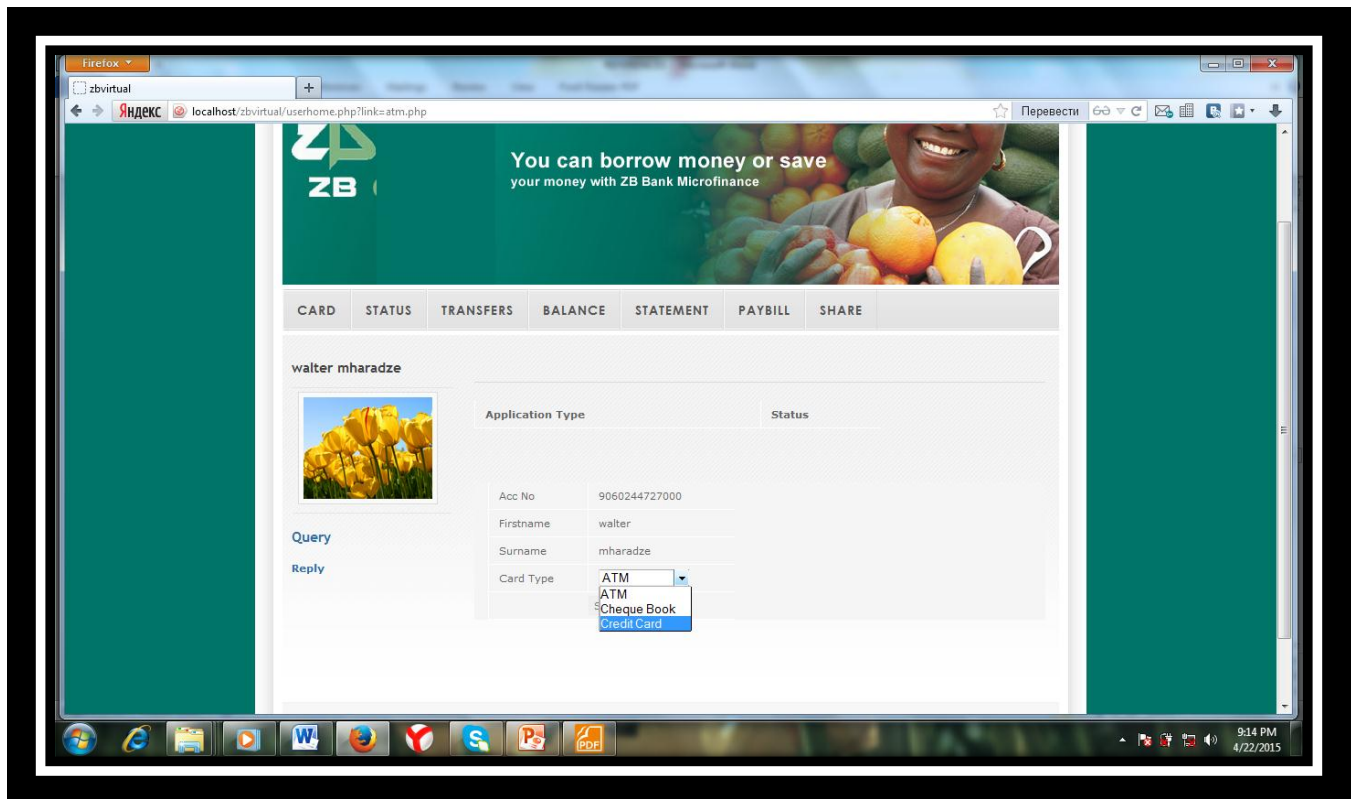 Firefox
zbvirtual
+
Яндекс localhost/zbvirtual/userhome.php?link=atm.php Перевести
ZB
You can borrow money or save
your money with ZB Bank Microfinance
CARD STATUS TRANSFERS BALANCE STATEMENT PAYBILL SHARE
walter mharadze
Application Type Status
Acc No 9060244727000
Firstname walter
Query
Surname mharadze
Reply
Card Type ATM
ATM
Cheque Book
Credit Card
PDF
9:14 PM
4/22/2015